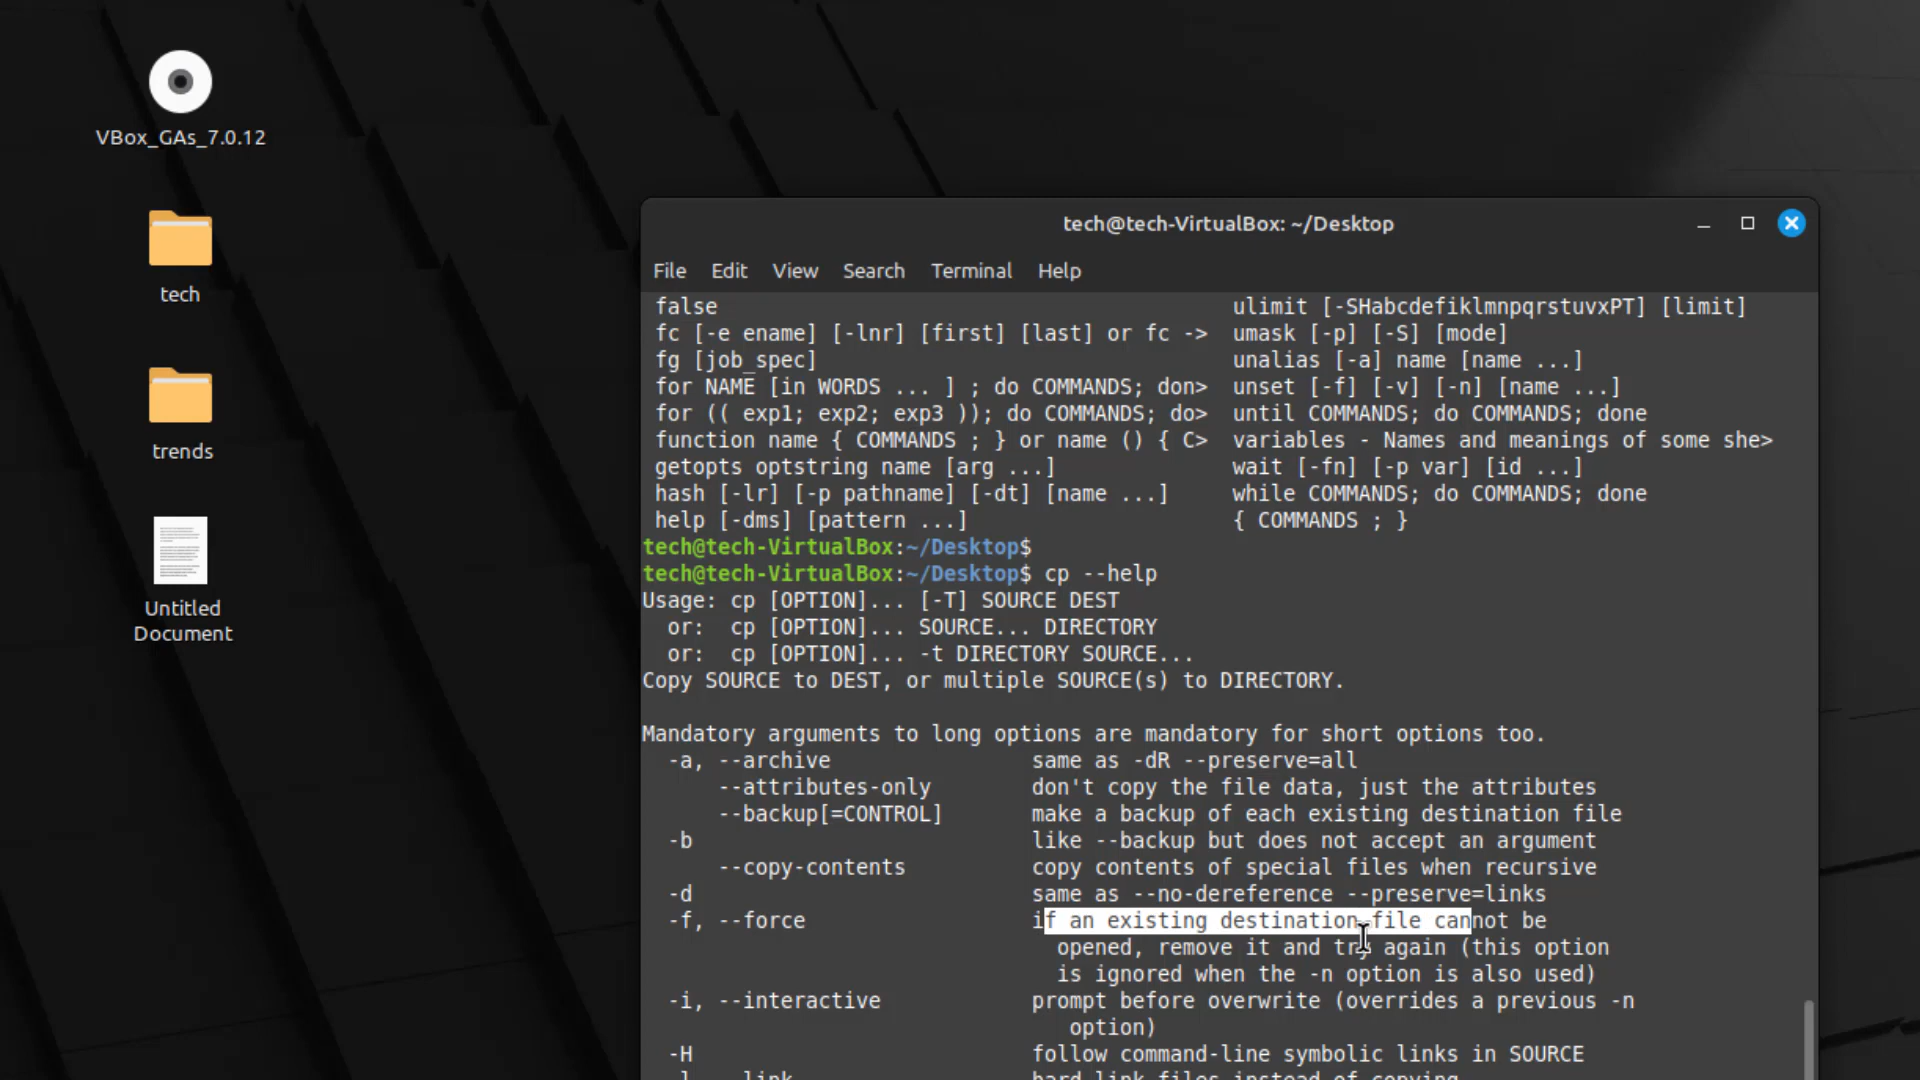 VBox_GAs_7.0.12
tech
trends
Untitled
Document
tech@tech-VirtualBox: ~/Desktop
File Edit View Search Terminal Help
false ulimit [-SHabcdefiklmnpqrstuvxPT] [limit]
fc [-e ename] [-lnr] [first] [last] or fc -> umask [-p] [-S] [mode]
fg [job_spec] unalias [-a] name [name ...]
for NAME [in WORDS ... ] ; do COMMANDS; don> unset [-f] [-v] [-n] [name ...]
for (( exp1; exp2; exp3 )); do COMMANDS; do> until COMMANDS; do COMMANDS; done
function name { COMMANDS ; } or name () { C> variables - Names and meanings of some she>
getopts optstring name [arg ...] wait [-fn] [-p var] [id ...]
hash [-lr] [-p pathname] [-dt] [name ...] while COMMANDS; do COMMANDS; done
help [-dms] [pattern ...] { COMMANDS ; }
tech@tech-VirtualBox:~/Desktop$
tech@tech-VirtualBox:~/Desktop$ cp --help
Usage: cp [OPTION]... [-T] SOURCE DEST
or: cp [OPTION]... SOURCE... DIRECTORY
or: cp [OPTION]... -t DIRECTORY SOURCE...
Copy SOURCE to DEST, or multiple SOURCE(s) to DIRECTORY.
Mandatory arguments to long options are mandatory for short options too.
-a, --archive same as -dR --preserve=all
--attributes-only don't copy the file data, just the attributes
--backup[=CONTROL] make a backup of each existing destination file
-b like --backup but does not accept an argument
--copy-contents copy contents of special files when recursive
-d same as --no-dereference --preserve=links
-f, --force if an existing destination file cannot be
opened, remove it and try again (this option
is ignored when the -n option is also used)
-i, --interactive prompt before overwrite (overrides a previous -n
option)
-H follow command-line symbolic links in SOURCE
-l, --link hard link files instead of copying